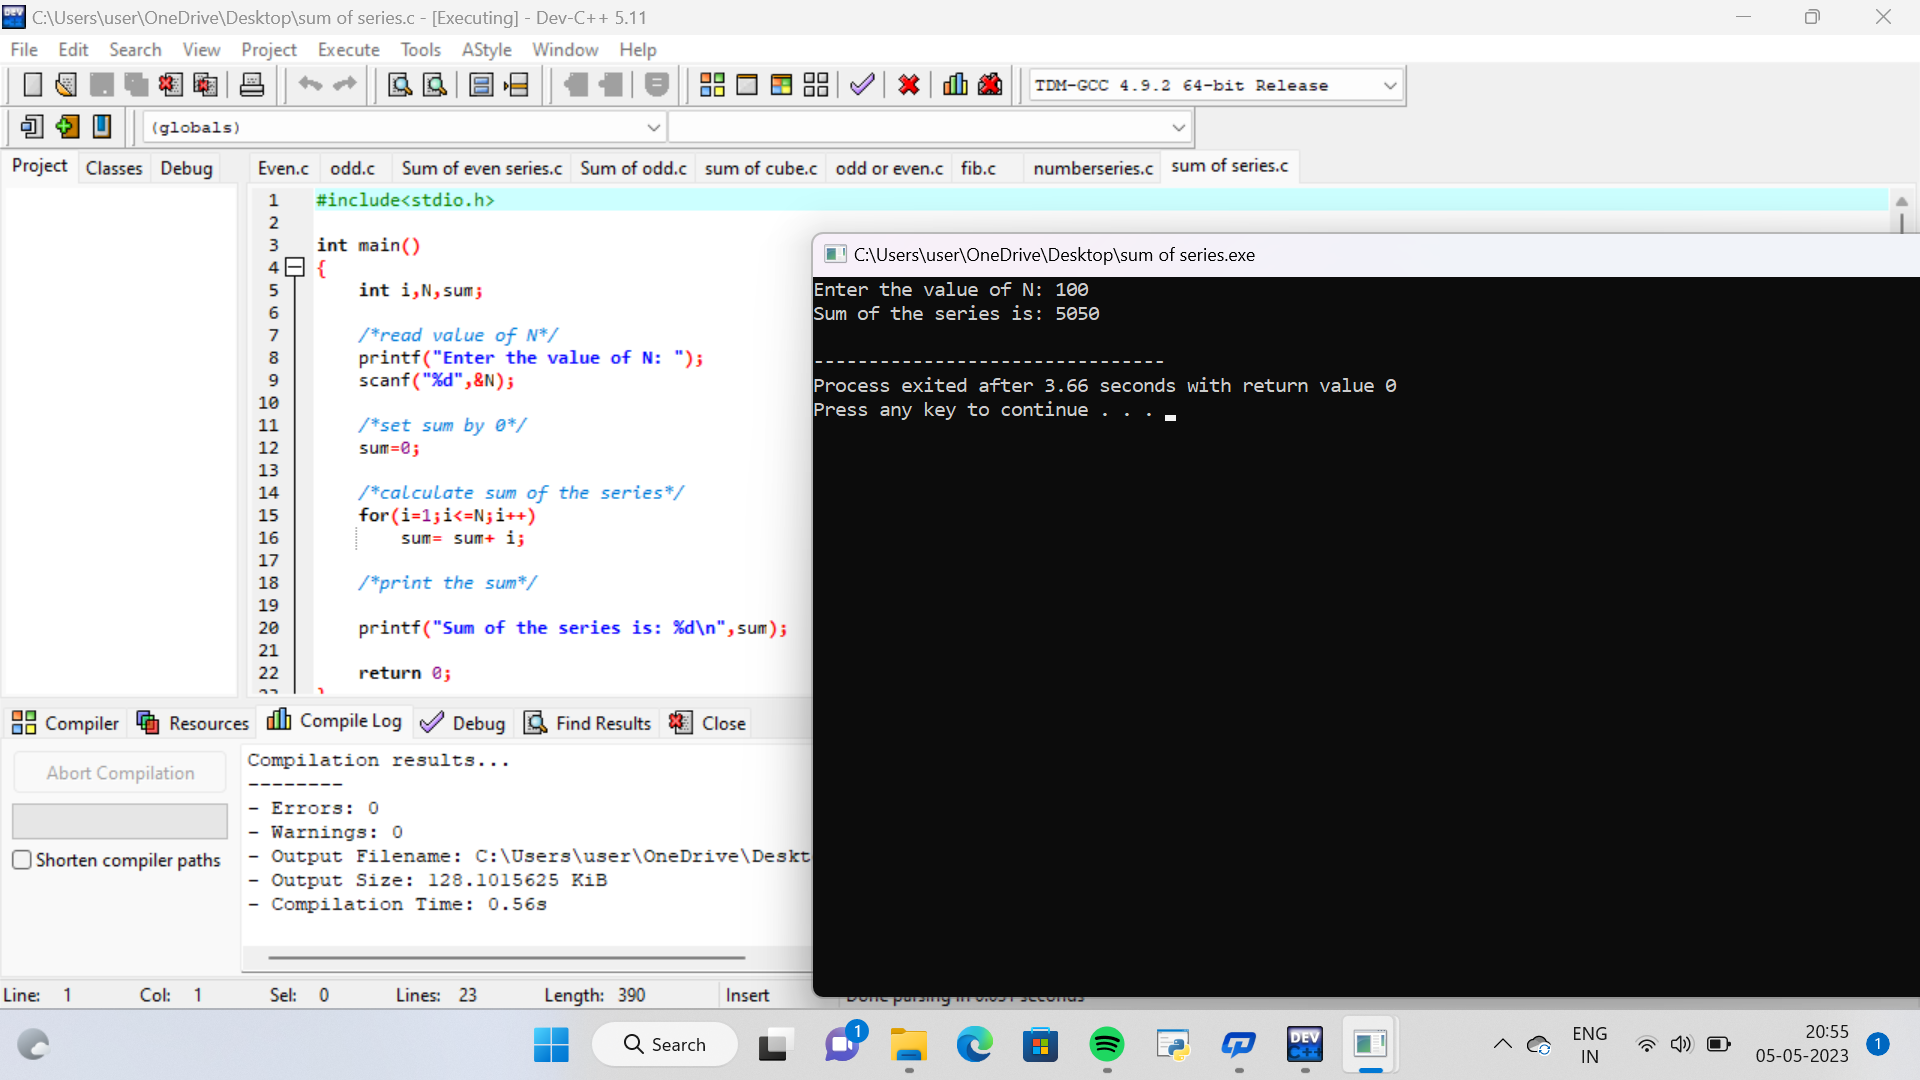 C:\Users\user\OneDrive\Desktop\sum of series.c - [Executing] - Dev-C++ 5.11
File Edit Search View Project Execute Tools AStyle Window Help
TDM-GCC 4.9.2 64-bit Release
(globals)
Project Classes Debug
Even.c odd.c Sum of even series.c Sum of odd.c sum of cube.c odd or even.c fib.c numberseries.c sum of series.c
1 #include<stdio.h>
2
3 int main()
4 {
5 int i,N,sum;
6
7 /*read value of N*/
8 printf("Enter the value of N: ");
9 scanf("%d",&N);
10
11 /*set sum by 0*/
12 sum=0;
13
14 /*calculate sum of the series*/
15 for(i=1;i<=N;i++)
16 sum= sum+ i;
17
18 /*print the sum*/
19
20 printf("Sum of the series is: %d\n",sum);
21
22 return 0;
C:\Users\user\OneDrive\Desktop\sum of series.exe
Enter the value of N: 100
Sum of the series is: 5050
--------------------------------
Process exited after 3.66 seconds with return value 0
Press any key to continue . . .
Compiler Resources Compile Log Debug Find Results Close
Abort Compilation
Shorten compiler paths
Compilation results...
--------
- Errors: 0
- Warnings: 0
- Output Filename: C:\Users\user\OneDrive\Deskt
- Output Size: 128.1015625 KiB
- Compilation Time: 0.56s
Line: 1 Col: 1 Sel: 0 Lines: 23 Length: 390 Insert
DEV C++
Search
1
DEV C++
ENG
IN
20:55
05-05-2023
1